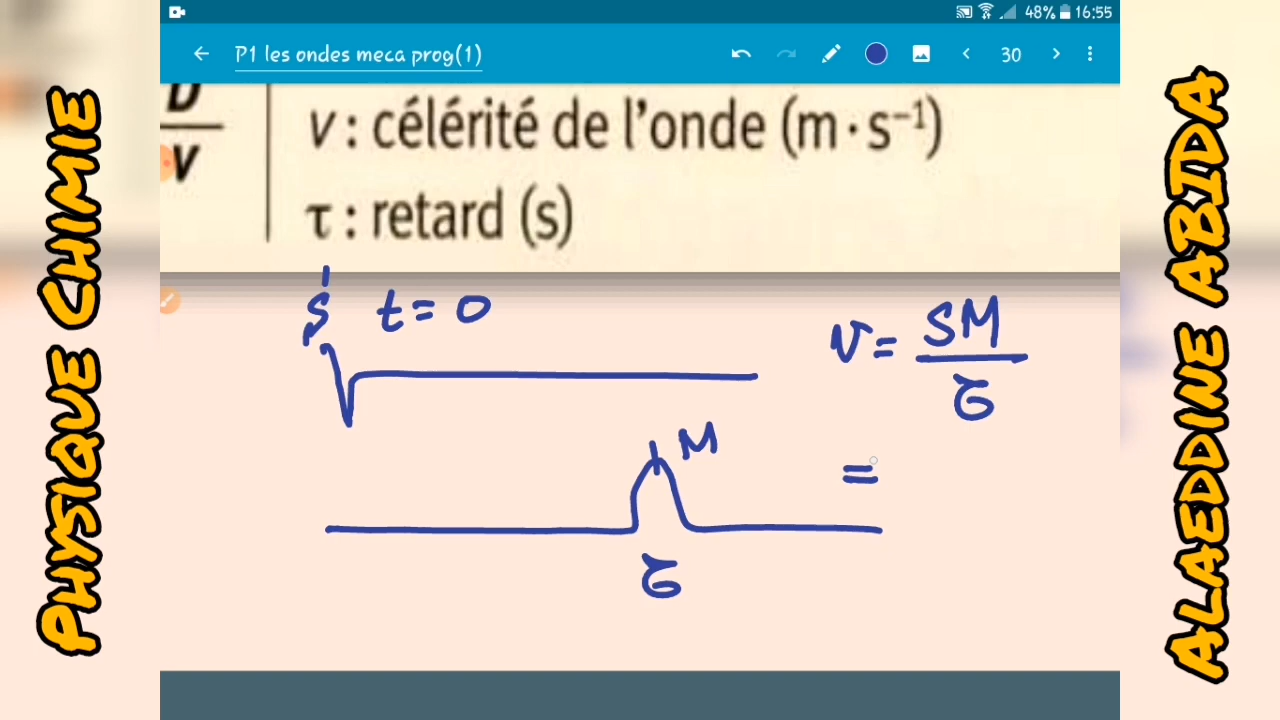 48% 16:55
P1 les ondes meca prog(1)
30
D
v
v : célérité de l'onde (m · s⁻¹)
τ : retard (s)
S t = 0
v = SM
τ
M
=
τ
PHYSIQUE CHIMIE
ALAEDDINE ABIDA